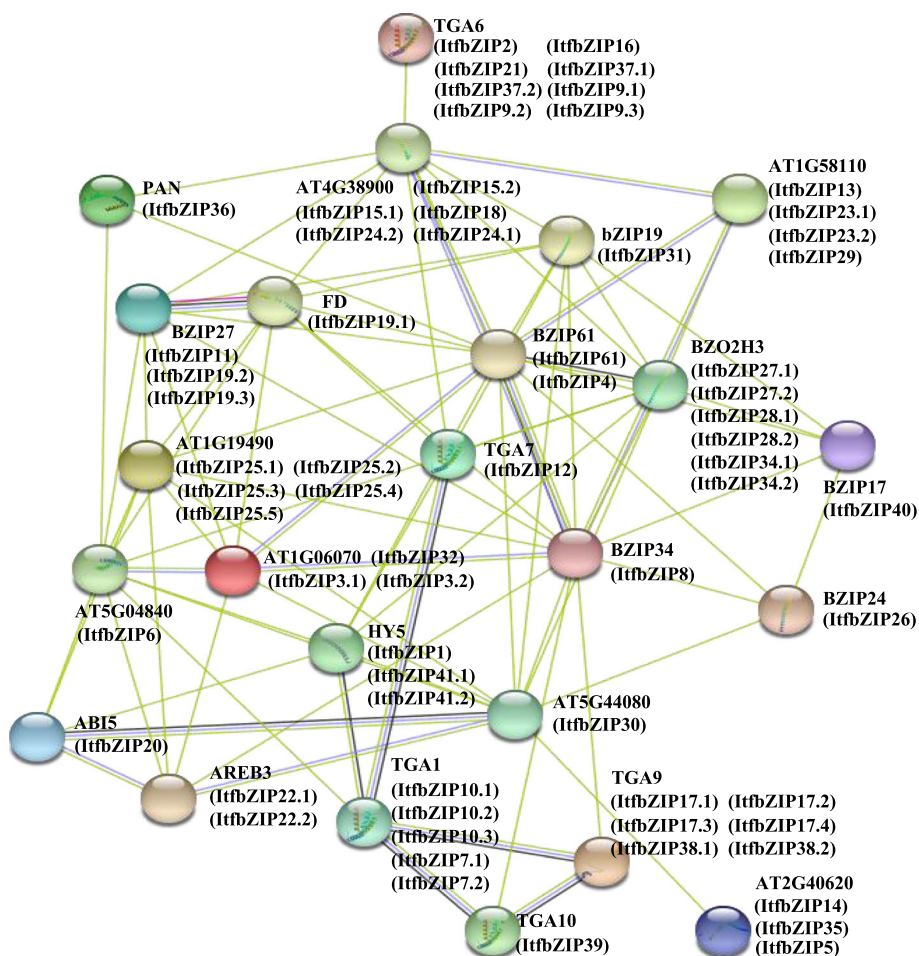 TGA6
(ItfbZIP2) (ItfbZIP16)
(ItfbZIP21) (ItfbZIP37.1)
(ItfbZIP37.2) (ItfbZIP9.1)
(ItfbZIP9.2) (ItfbZIP9.3)
AT4G38900 (ItfbZIP15.2)
(ItfbZIP15.1) (ItfbZIP18)
(ItfbZIP24.2) (ItfbZIP24.1)
PAN
(ItfbZIP36)
AT1G58110
(ItfbZIP13)
(ItfbZIP23.1)
(ItfbZIP23.2)
(ItfbZIP29)
bZIP19
(ItfbZIP31)
FD
(ItfbZIP19.1)
BZIP27
(ItfbZIP11)
(ItfbZIP19.2)
(ItfbZIP19.3)
BZIP61
(ItfbZIP61)
(ItfbZIP4)
BZO2H3
(ItfbZIP27.1)
(ItfbZIP27.2)
(ItfbZIP28.1)
(ItfbZIP28.2)
(ItfbZIP34.1)
(ItfbZIP34.2)
AT1G19490
(ItfbZIP25.1) (ItfbZIP25.2)
(ItfbZIP25.3) (ItfbZIP25.4)
(ItfbZIP25.5)
TGA7
(ItfbZIP12)
BZIP17
(ItfbZIP40)
AT1G06070 (ItfbZIP32)
(ItfbZIP3.1) (ItfbZIP3.2)
BZIP34
(ItfbZIP8)
AT5G04840
(ItfbZIP6)
BZIP24
(ItfbZIP26)
HY5
(ItfbZIP1)
(ItfbZIP41.1)
(ItfbZIP41.2)
AT5G44080
(ItfbZIP30)
ABI5
(ItfbZIP20)
AREB3
(ItfbZIP22.1)
(ItfbZIP22.2)
TGA1
(ItfbZIP10.1)
(ItfbZIP10.2)
(ItfbZIP10.3)
(ItfbZIP7.1)
(ItfbZIP7.2)
TGA9
(ItfbZIP17.1) (ItfbZIP17.2)
(ItfbZIP17.3) (ItfbZIP17.4)
(ItfbZIP38.1) (ItfbZIP38.2)
TGA10
(ItfbZIP39)
AT2G40620
(ItfbZIP14)
(ItfbZIP35)
(ItfbZIP5)